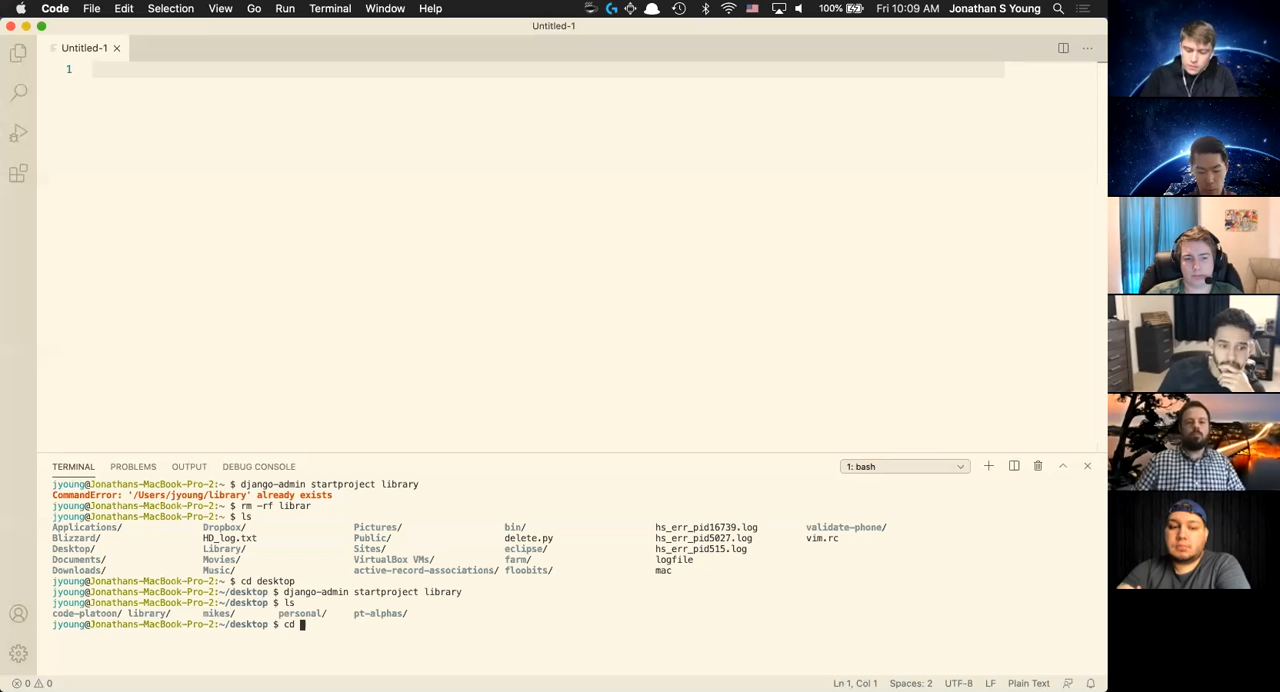 Code File Edit Selection View Go Run Terminal Window Help 100% Fri 10:09 AM Jonathan S Young
Untitled-1
Untitled-1
1
TERMINAL PROBLEMS OUTPUT DEBUG CONSOLE 1: bash
jyoung@Jonathans-MacBook-Pro-2:~ $ django-admin startproject library
CommandError: '/Users/jyoung/library' already exists
jyoung@Jonathans-MacBook-Pro-2:~ $ rm -rf librar
jyoung@Jonathans-MacBook-Pro-2:~ $ ls
Applications/ Dropbox/ Pictures/ bin/ hs_err_pid16739.log validate-phone/
Blizzard/ HD_log.txt Public/ delete.py hs_err_pid5027.log vim.rc
Desktop/ Library/ Sites/ eclipse/ hs_err_pid515.log
Documents/ Movies/ VirtualBox VMs/ farm/ logfile
Downloads/ Music/ active-record-associations/ floobits/ mac
jyoung@Jonathans-MacBook-Pro-2:~ $ cd desktop
jyoung@Jonathans-MacBook-Pro-2:~/desktop $ django-admin startproject library
jyoung@Jonathans-MacBook-Pro-2:~/desktop $ ls
code-platoon/ library/ mikes/ personal/ pt-alphas/
jyoung@Jonathans-MacBook-Pro-2:~/desktop $ cd
0 0 Ln 1, Col 1 Spaces: 2 UTF-8 LF Plain Text